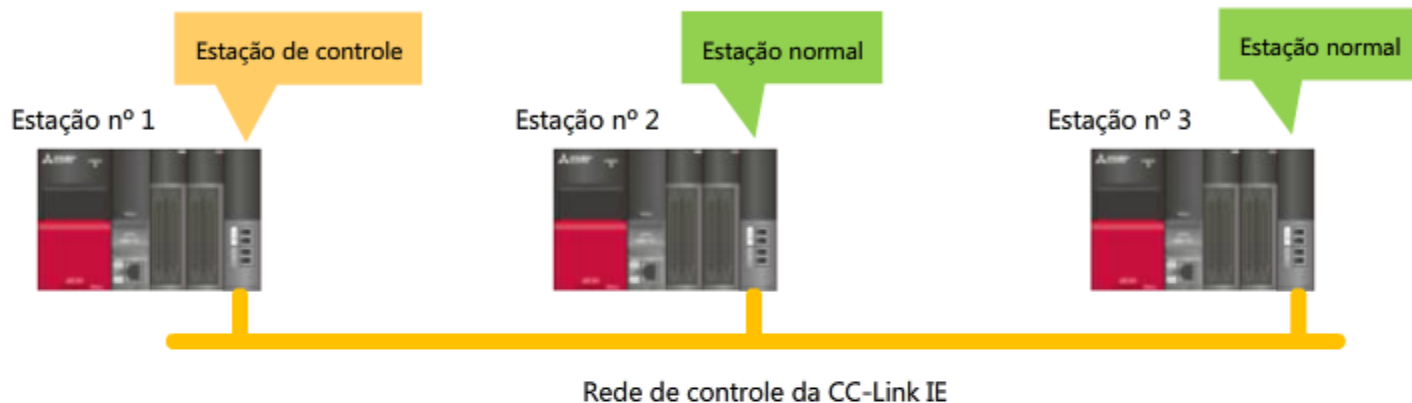 Estação de controle
Estação normal
Estação normal
Estação nº 1
Estação nº 2
Estação nº 3
Rede de controle da CC-Link IE